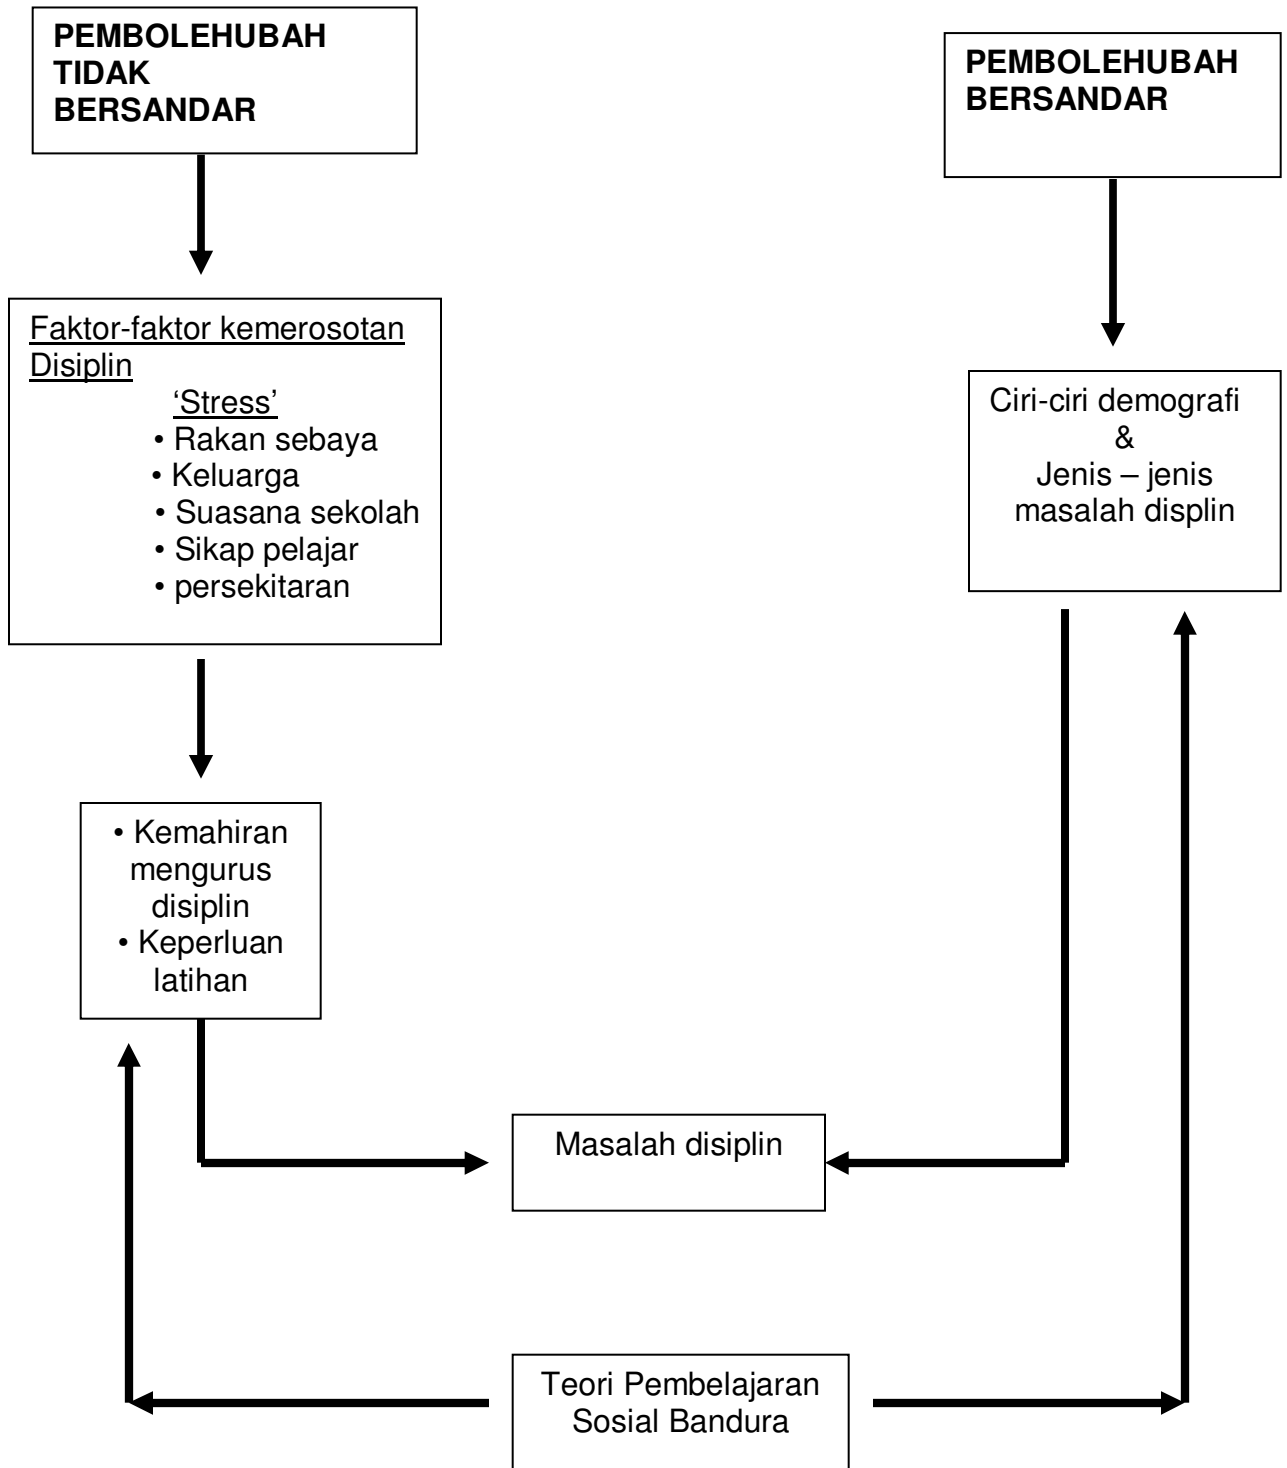 PEMBOLEHUBAH
TIDAK
BERSANDAR
PEMBOLEHUBAH
BERSANDAR
Faktor-faktor kemerosotan
Disiplin
‘Stress’
• Rakan sebaya
• Keluarga
• Suasana sekolah
• Sikap pelajar
• persekitaran
Ciri-ciri demografi
&
Jenis – jenis
masalah displin
• Kemahiran
mengurus
disiplin
• Keperluan
latihan
Masalah disiplin
Teori Pembelajaran
Sosial Bandura